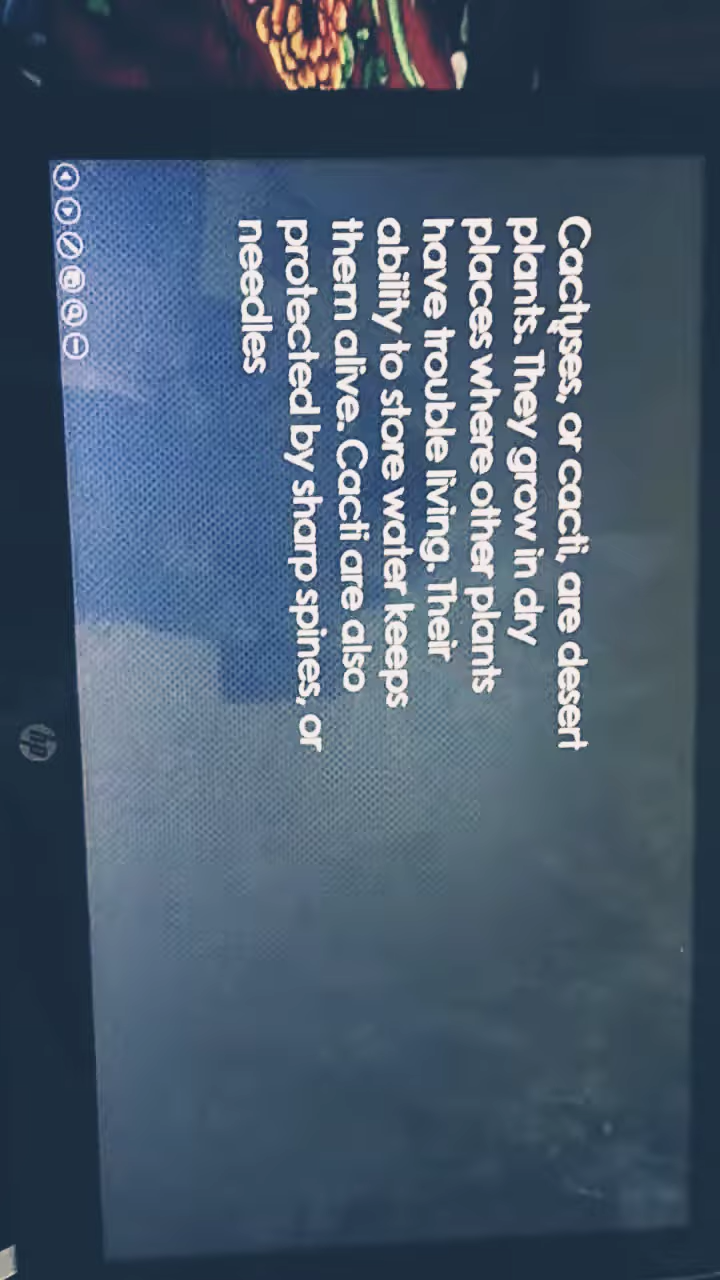 Cactuses, or cacti, are desert
plants. They grow in dry
places where other plants
have trouble living. Their
ability to store water keeps
them alive. Cacti are also
protected by sharp spines, or
needles
hp